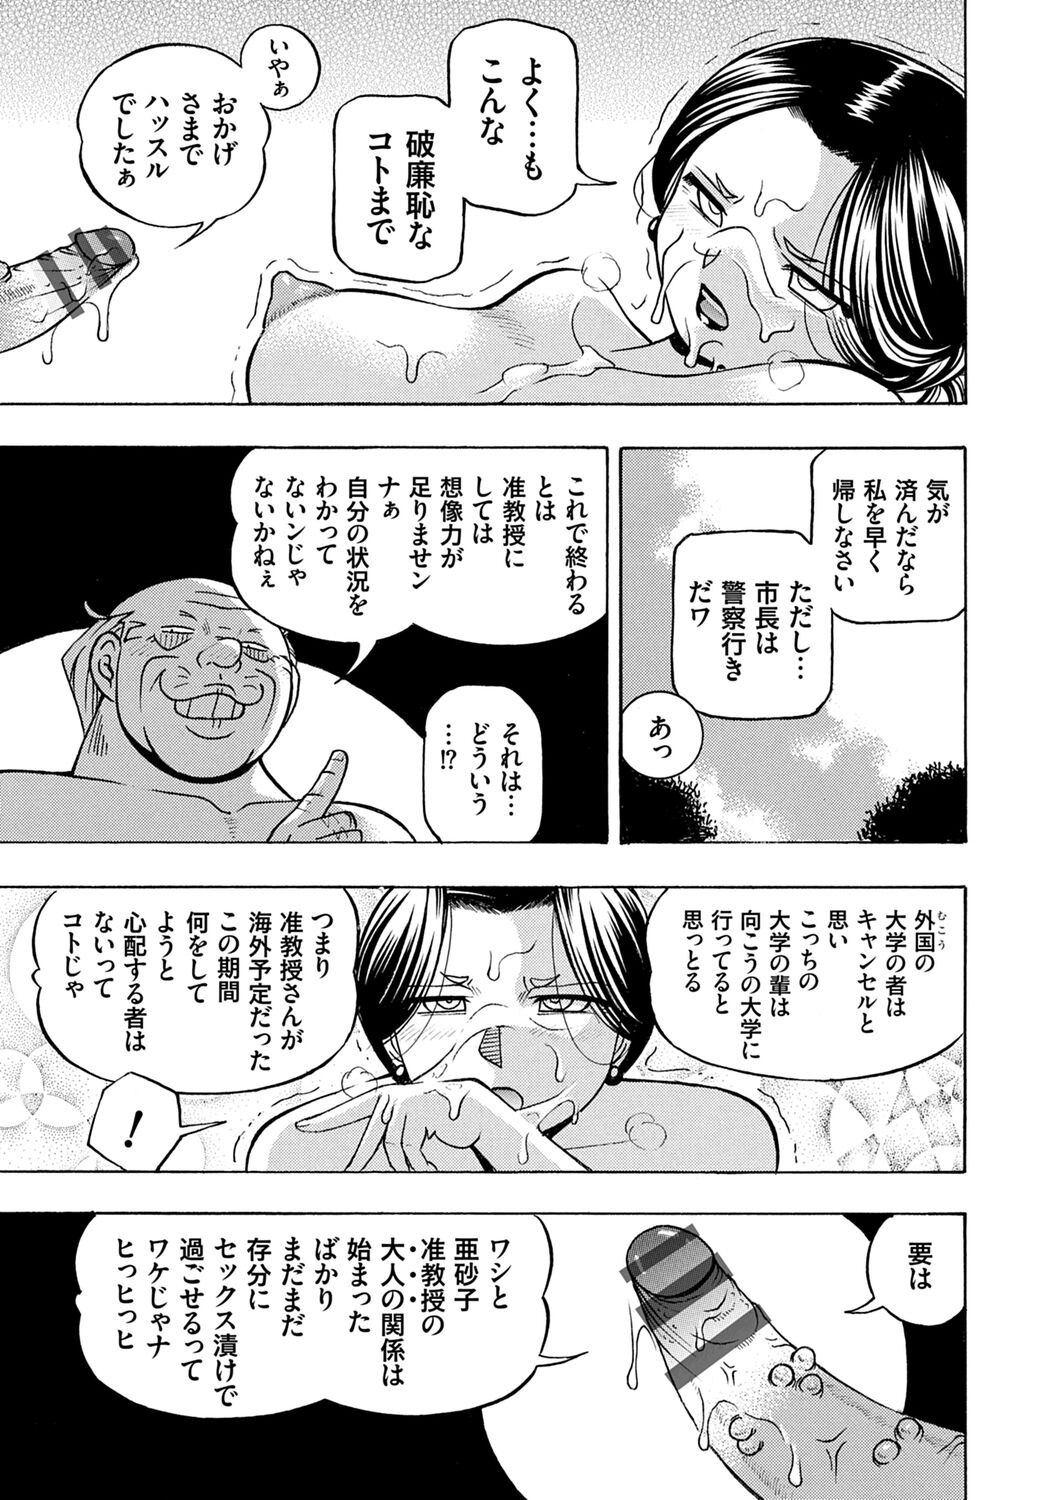 よく…も
こんな
破廉恥な
コトまで
いやぁ
おかげ
さまで
ハッスル
でしたぁ
気が
済んだなら
私を早く
帰しなさい
ただし…
市長は
警察行き
だワ
あっ
これで終わる
とは
准教授に
しては
想像力が
足りませン
ナぁ
自分の状況を
わかって
ないンじゃ
ないかねぇ
それは…
どういう
…!?
外国の
むこう
大学の者は
キャンセルと
思い
こっちの
大学の輩は
向こうの大学に
行ってると
思っとる
つまり
准教授さんが
海外予定だった
この期間
何をして
ようと
心配する者は
ないって
コトじゃ
!
要は
ワシと
亜砂子
准教授の
大人の関係は
始まった
ばかり
まだまだ
存分に
セックス漬けで
過ごせるって
ワケじゃナ
ヒっヒっヒ